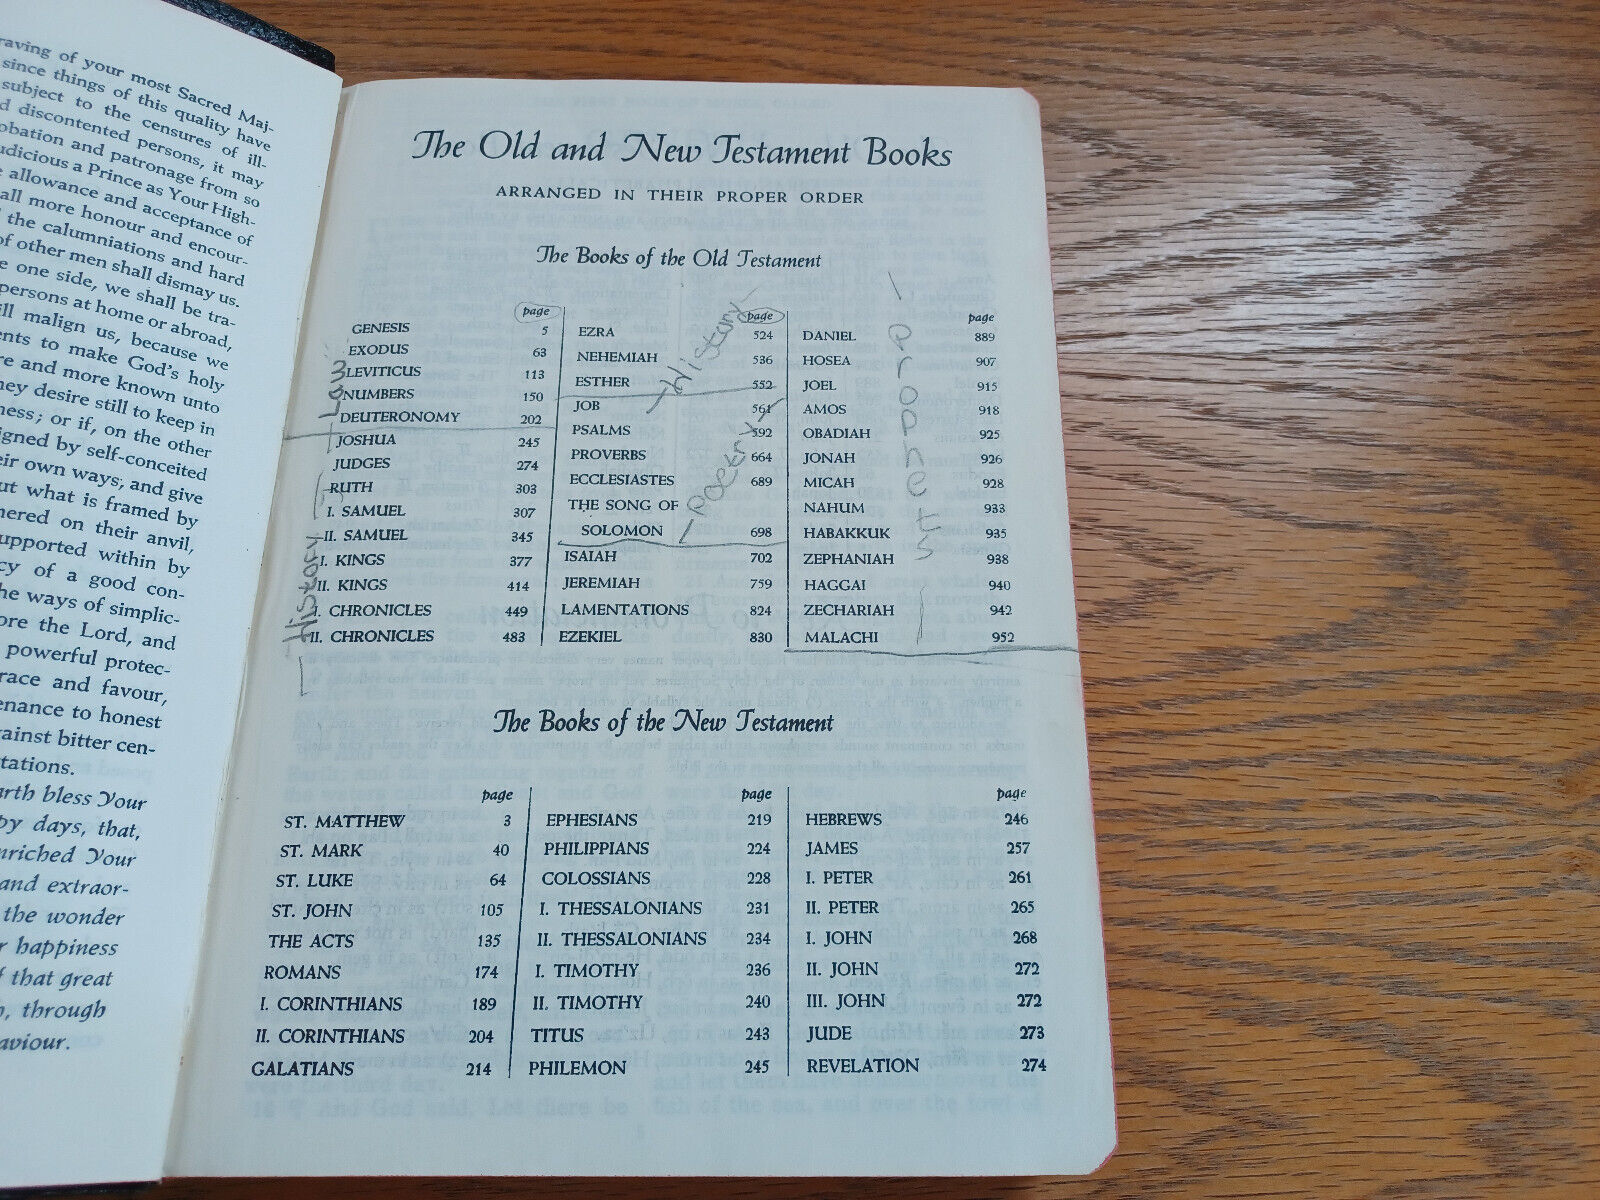 raving of your most Sacred Maj-
since things of this quality have
subject to the censures of ill-
d discontented persons, it may
obation and patronage from so
udicious a Prince as Your High-
e allowance and acceptance of
all more honour and encour-
the calumniations and hard
of other men shall dismay us.
e one side, we shall be tra-
persons at home or abroad,
ill malign us, because we
ents to make God's holy
re and more known unto
hey desire still to keep in
ness; or if, on the other
igned by self-conceited
eir own ways, and give
ut what is framed by
nered on their anvil,
upported within by
cy of a good con-
he ways of simplic-
ore the Lord, and
powerful protec-
race and favour,
enance to honest
gainst bitter cen-
tations.
arth bless Your
py days, that,
nriched Your
and extraor-
the wonder
r happiness
f that great
h, through
aviour.
The Old and New Testament Books
ARRANGED IN THEIR PROPER ORDER
The Books of the Old Testament
page
GENESIS 5
EXODUS 63
LEVITICUS 113
NUMBERS 150
DEUTERONOMY 202
JOSHUA 245
JUDGES 274
RUTH 303
I. SAMUEL 307
II. SAMUEL 345
I. KINGS 377
II. KINGS 414
I. CHRONICLES 449
II. CHRONICLES 483
Law
History
page
EZRA 524
NEHEMIAH 536
ESTHER 552
JOB 561
PSALMS 592
PROVERBS 664
ECCLESIASTES 689
THE SONG OF
SOLOMON 698
ISAIAH 702
JEREMIAH 759
LAMENTATIONS 824
EZEKIEL 830
History
Poetry
page
DANIEL 889
HOSEA 907
JOEL 915
AMOS 918
OBADIAH 925
JONAH 926
MICAH 928
NAHUM 933
HABAKKUK 935
ZEPHANIAH 938
HAGGAI 940
ZECHARIAH 942
MALACHI 952
Prophets
The Books of the New Testament
page
ST. MATTHEW 3
ST. MARK 40
ST. LUKE 64
ST. JOHN 105
THE ACTS 135
ROMANS 174
I. CORINTHIANS 189
II. CORINTHIANS 204
GALATIANS 214
page
EPHESIANS 219
PHILIPPIANS 224
COLOSSIANS 228
I. THESSALONIANS 231
II. THESSALONIANS 234
I. TIMOTHY 236
II. TIMOTHY 240
TITUS 243
PHILEMON 245
page
HEBREWS 246
JAMES 257
I. PETER 261
II. PETER 265
I. JOHN 268
II. JOHN 272
III. JOHN 272
JUDE 273
REVELATION 274